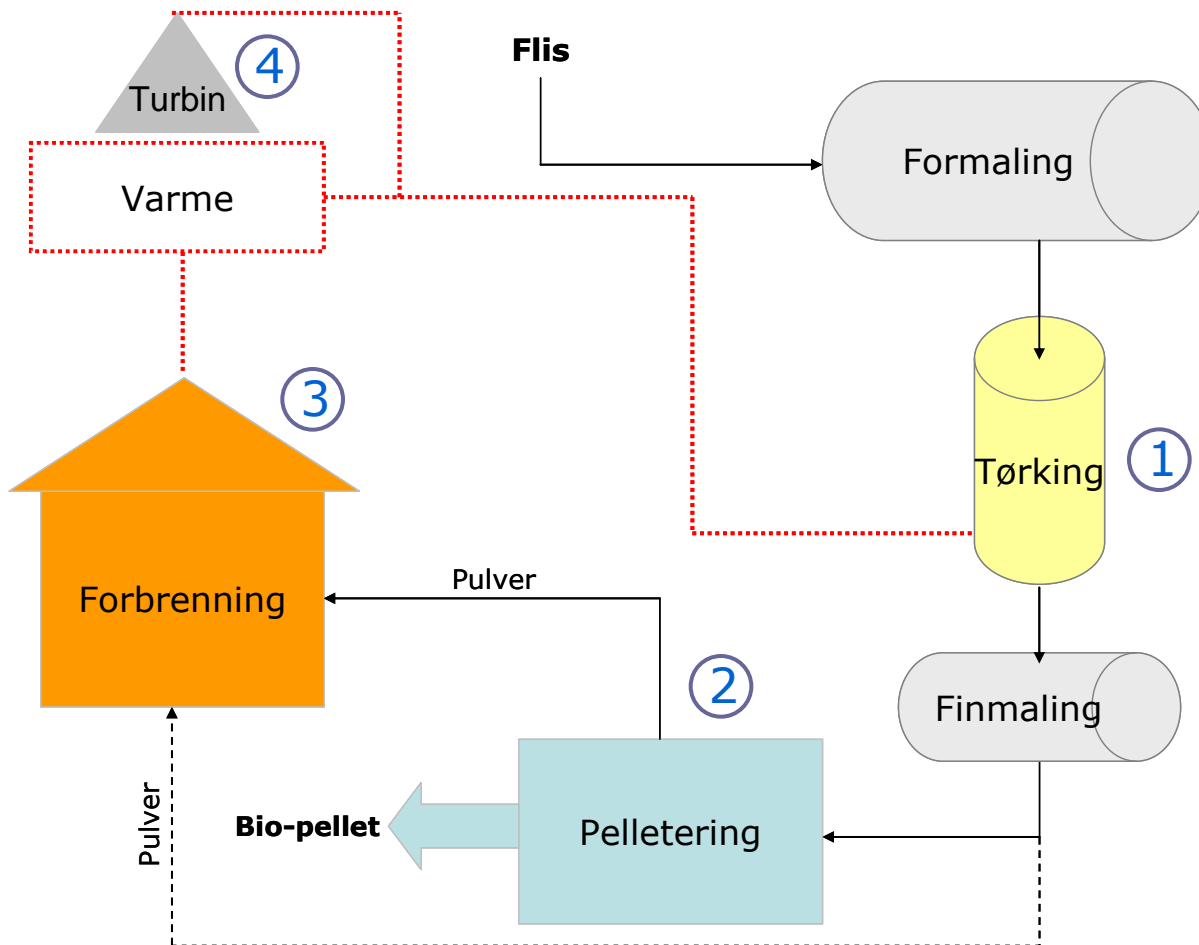 4
Flis
Turbin
Formaling
Varme
3
1
Tørking
Pulver
Forbrenning
2
Finmaling
Pulver
Bio-pellet
Pelletering